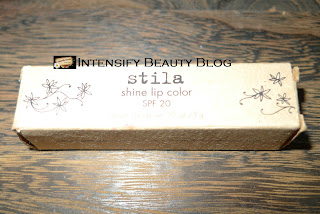 Intensify Beauty Blog
stila
shine lip color
SPF 20